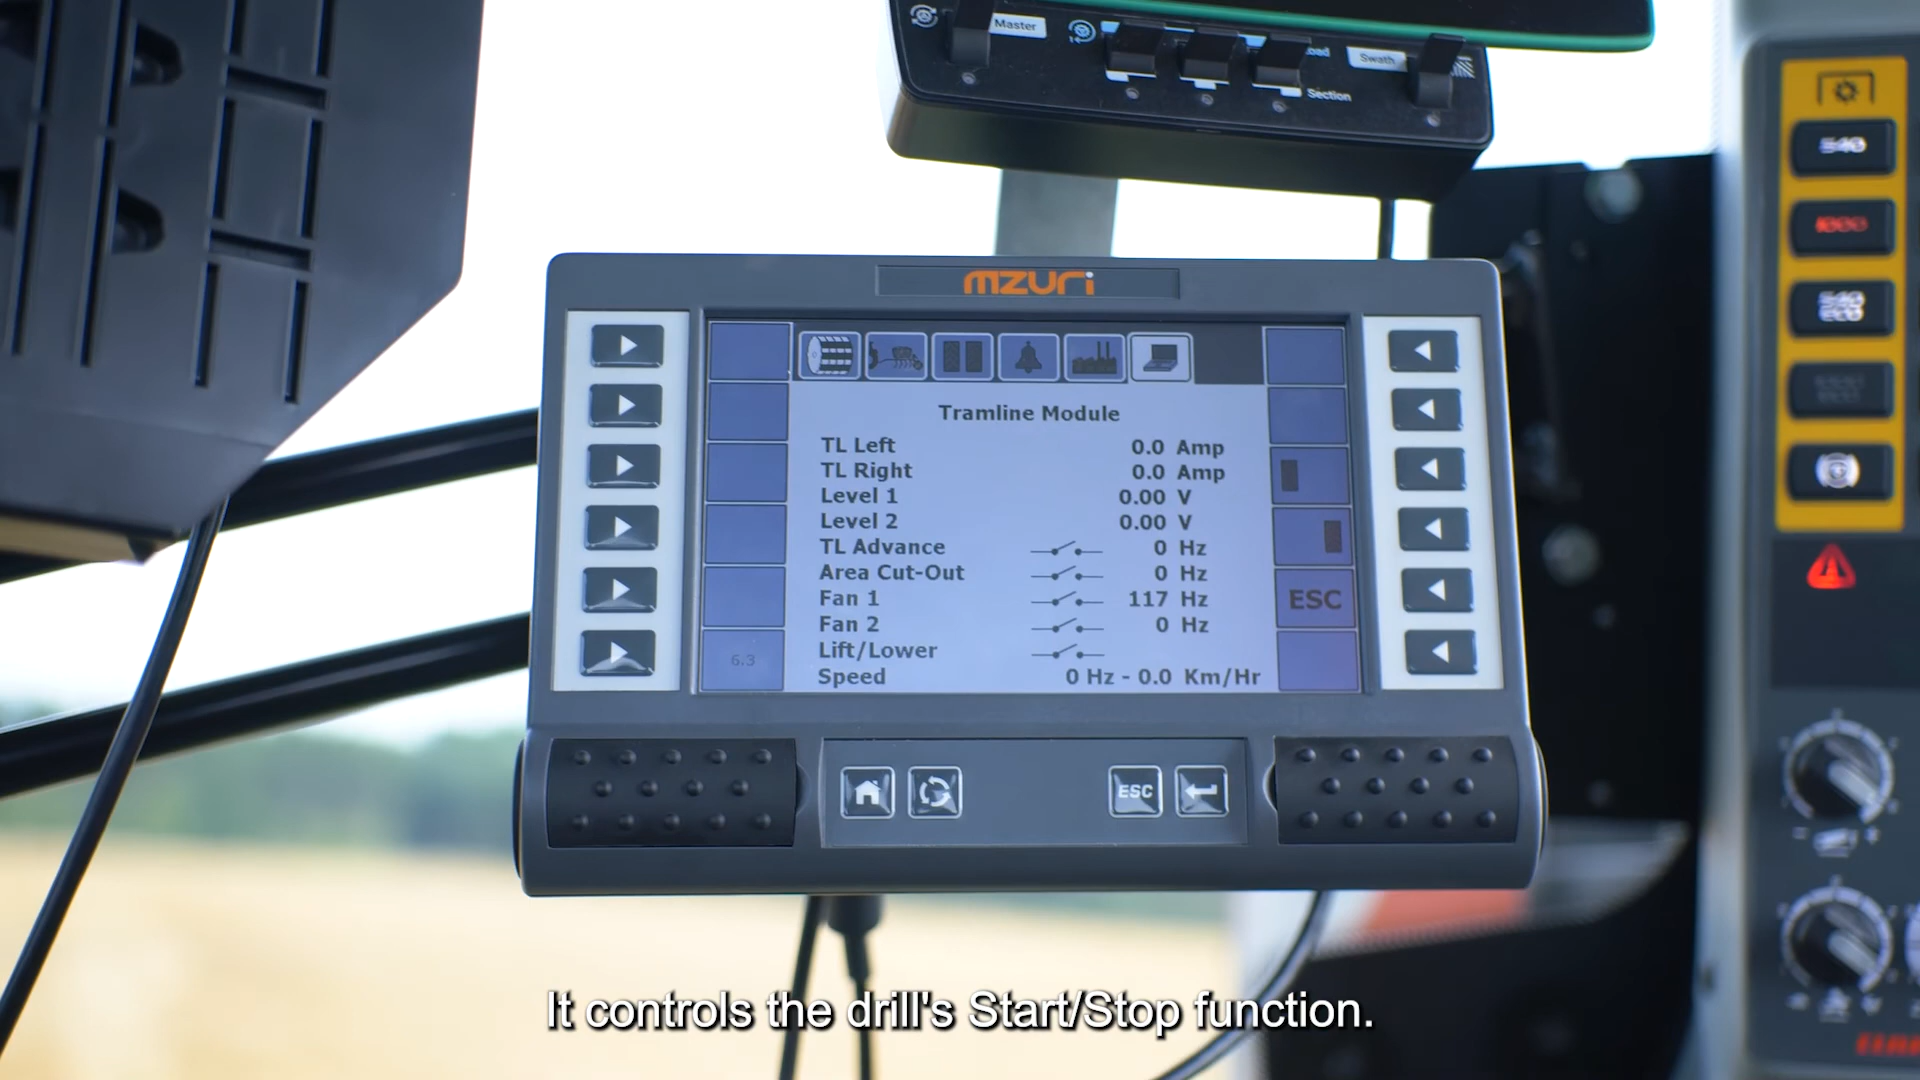 Master
Swath
Section
540
1000
540
ECO
mzuri
Tramline Module
TL Left 0.0 Amp
TL Right 0.0 Amp
Level 1 0.00 V
Level 2 0.00 V
TL Advance 0 Hz
Area Cut-Out 0 Hz
Fan 1 117 Hz
Fan 2 0 Hz
Lift/Lower
Speed 0 Hz - 0.0 Km/Hr
ESC
6.3
ESC
It controls the drill's Start/Stop function.